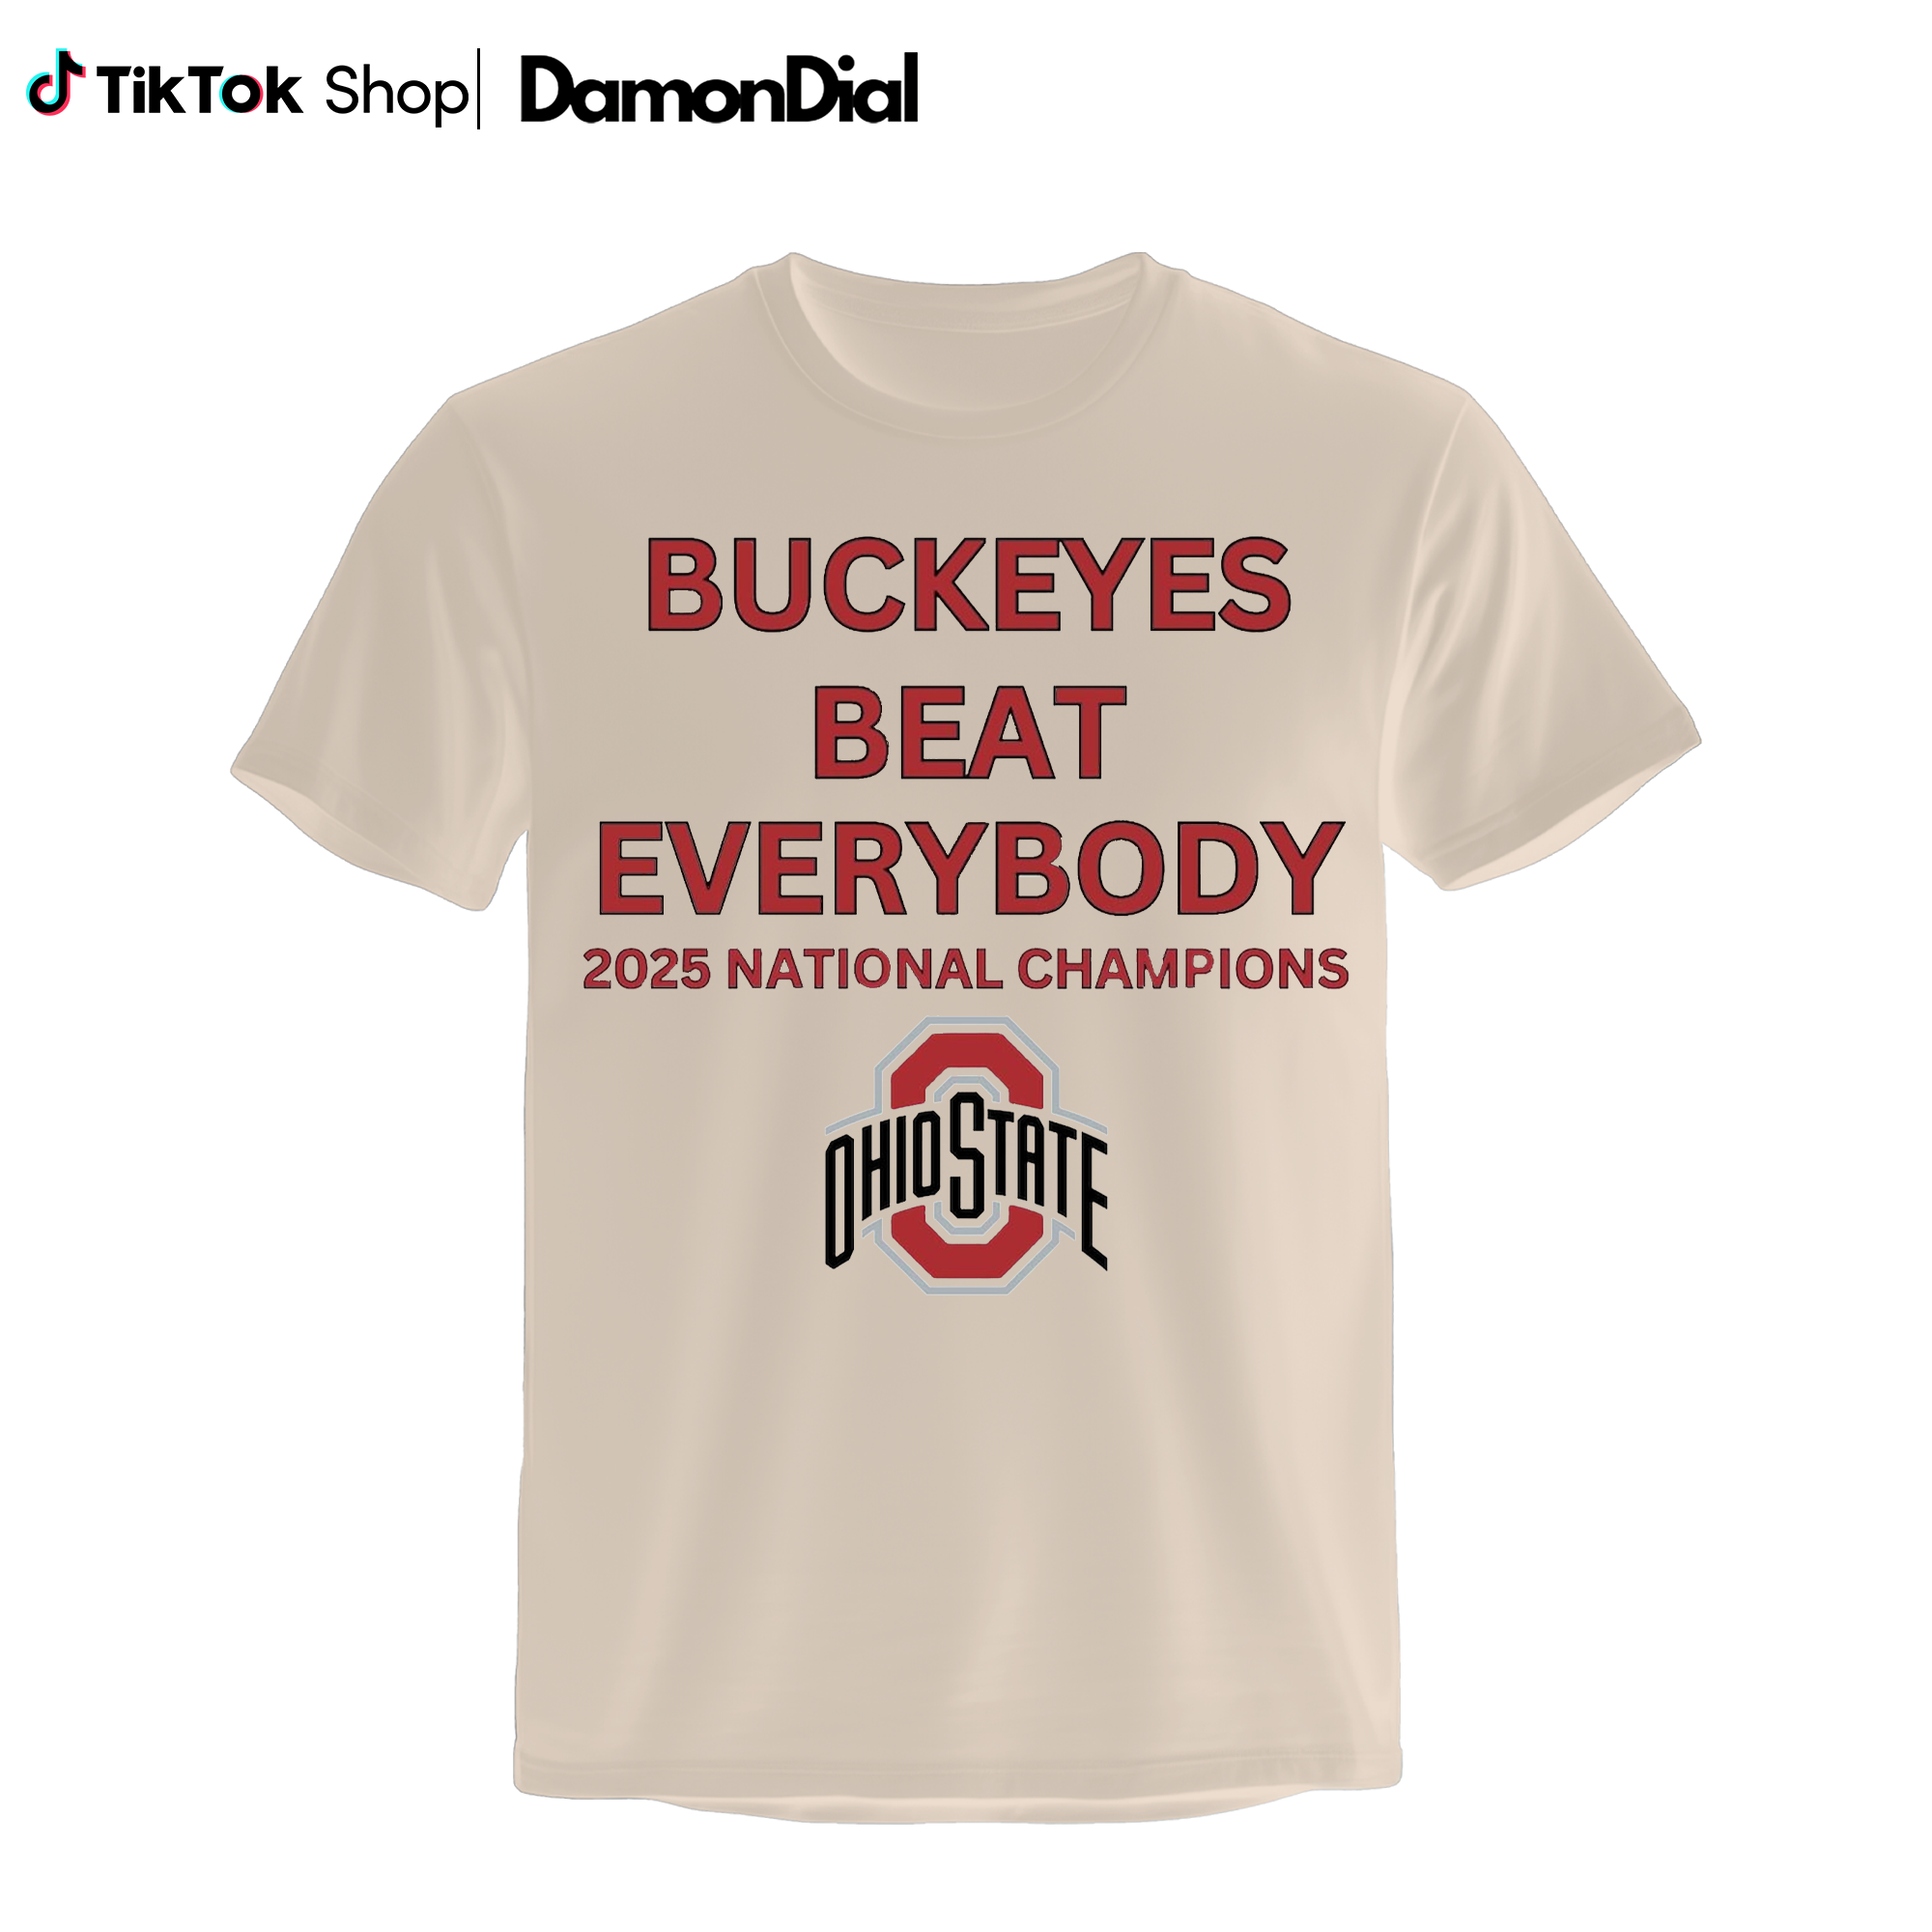 TikTok Shop | DamonDial
BUCKEYES
BEAT
EVERYBODY
2025 NATIONAL CHAMPIONS
OHIO STATE